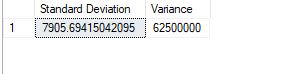 Standard Deviation Variance
1 7905.69415042095 62500000